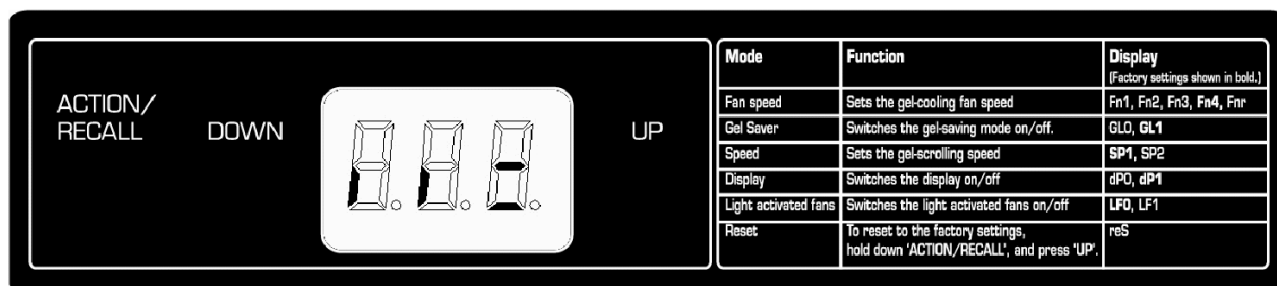 ACTION/
RECALL DOWN UP
Mode Function Display
(Factory settings shown in bold.)
Fan speed Sets the gel-cooling fan speed Fn1, Fn2, Fn3, Fn4, Fnr
Gel Saver Switches the gel-saving mode on/off. GL0, GL1
Speed Sets the gel-scrolling speed SP1, SP2
Display Switches the display on/off dP0, dP1
Light activated fans Switches the light activated fans on/off LF0, LF1
Reset To reset to the factory settings, reS
hold down 'ACTION/RECALL', and press 'UP'.